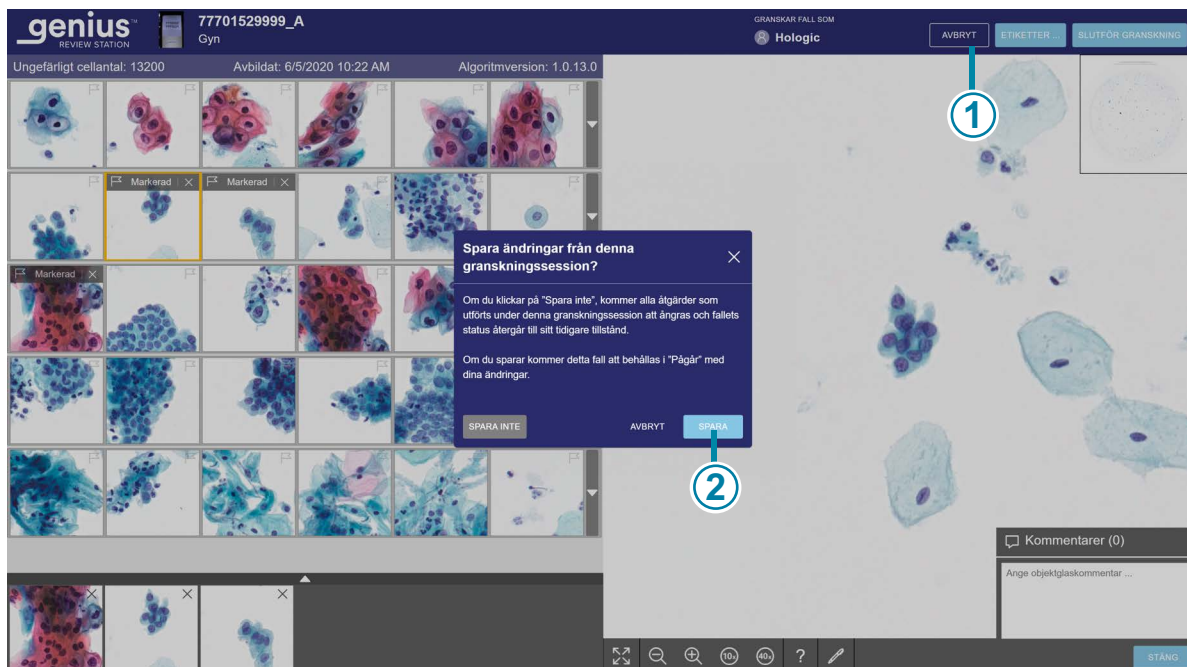 genius™
REVIEW STATION
77701529999_A
Gyn
GRANSKAR FALL SOM
Hologic
AVBRYT
ETIKETTER ...
SLUTFÖR GRANSKNING
1
Ungefärligt cellantal: 13200
Avbildat: 6/5/2020 10:22 AM
Algoritmversion: 1.0.13.0
Markerad
Markerad
Markerad
Spara ändringar från denna
granskningssession?
Om du klickar på "Spara inte", kommer alla åtgärder som
utförts under denna granskningssession att ångras och fallets
status återgår till sitt tidigare tillstånd.
Om du sparar kommer detta fall att behållas i "Pågår" med
dina ändringar.
SPARA INTE
AVBRYT
SPARA
2
Kommentarer (0)
Ange objektglaskommentar ...
10x
40x
?
STÄNG